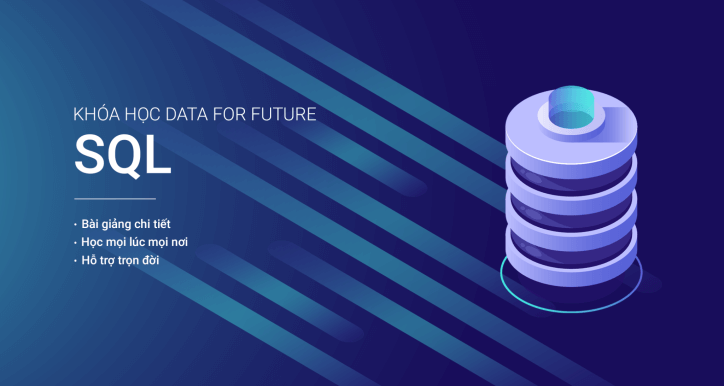 KHÓA HỌC DATA FOR FUTURE
SQL
• Bài giảng chi tiết
• Học mọi lúc mọi nơi
• Hỗ trợ trọn đời